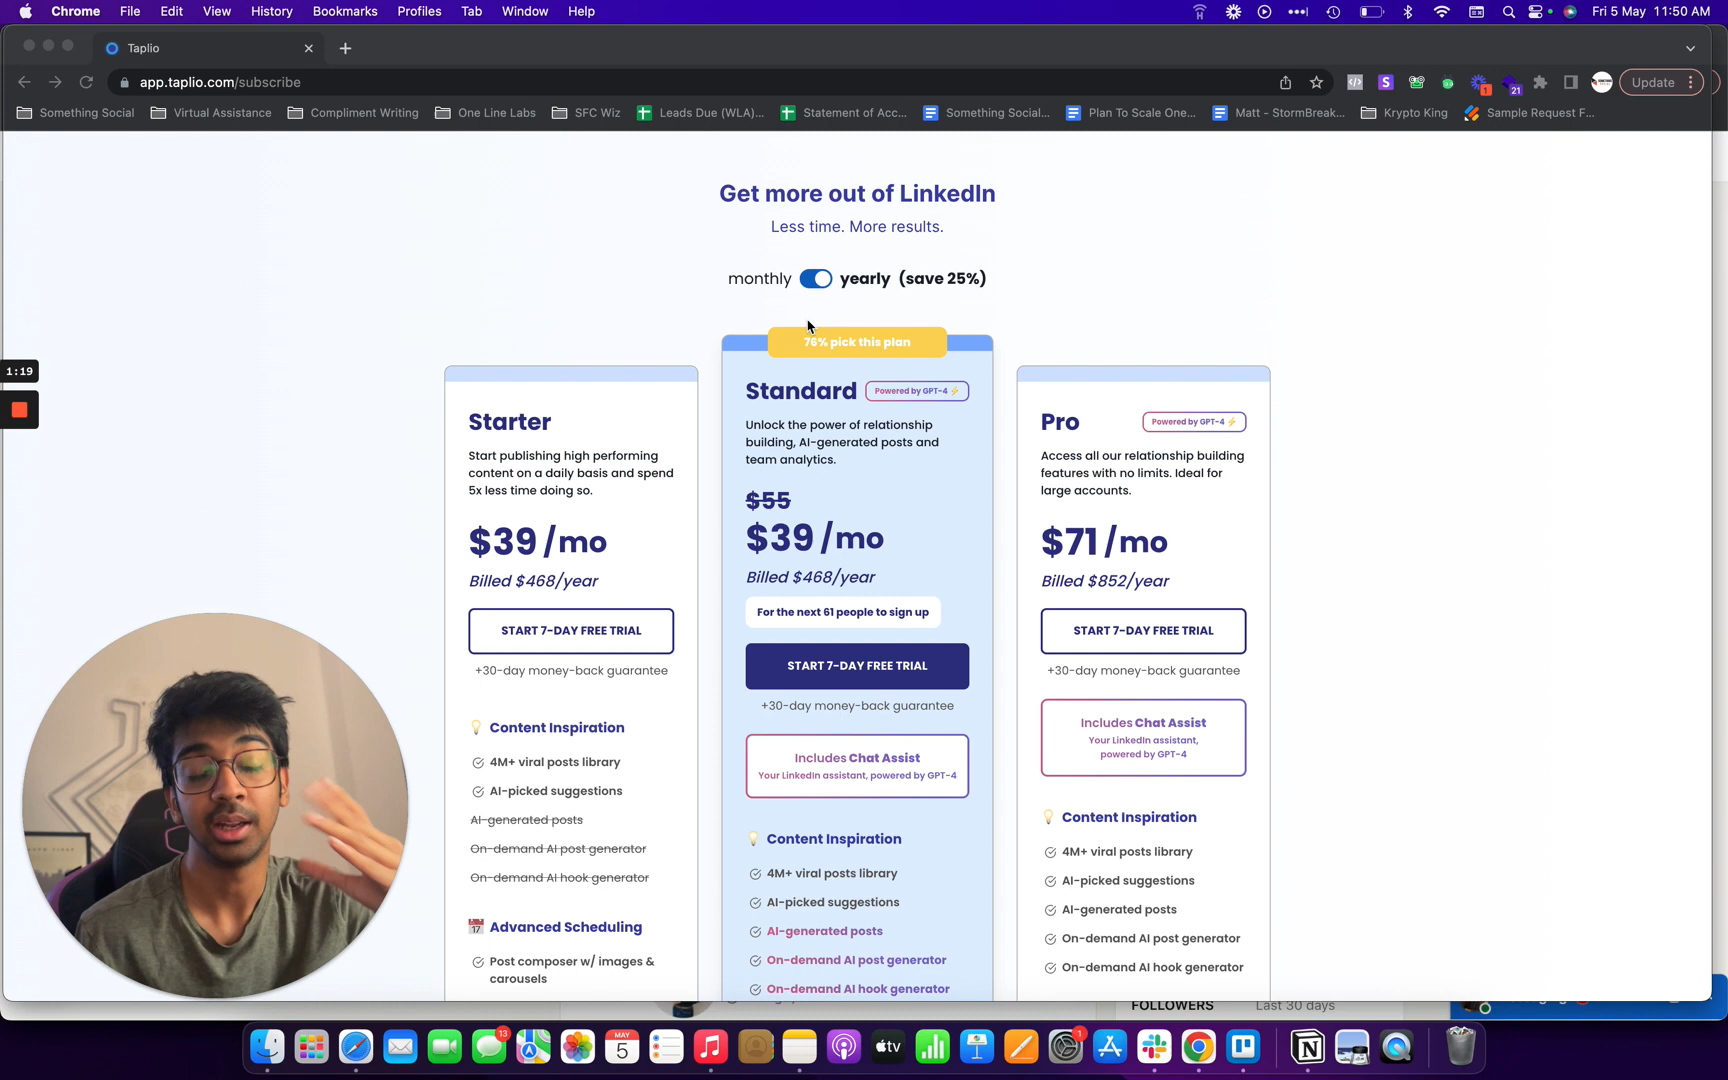 Chrome File Edit View History Bookmarks Profiles Tab Window Help
Fri 5 May 11:50 AM
Taplio
app.taplio.com/subscribe
Update
1
21
Something Social
Virtual Assistance
Compliment Writing
One Line Labs
SFC Wiz
Leads Due (WLA)...
Statement of Acc...
Something Social...
Plan To Scale One...
Matt - StormBreak...
Krypto King
Sample Request F...
Get more out of LinkedIn
Less time. More results.
monthly yearly (save 25%)
1:19
Starter
Start publishing high performing
content on a daily basis and spend
5x less time doing so.
$39/mo
Billed $468/year
START 7-DAY FREE TRIAL
+30-day money-back guarantee
💡 Content Inspiration
4M+ viral posts library
AI-picked suggestions
AI-generated posts
On-demand AI post generator
On-demand AI hook generator
Advanced Scheduling
Post composer w/ images &
carousels
76% pick this plan
Standard Powered by GPT-4 ⚡
Unlock the power of relationship
building, AI-generated posts and
team analytics.
$55
$39/mo
Billed $468/year
For the next 61 people to sign up
START 7-DAY FREE TRIAL
+30-day money-back guarantee
Includes Chat Assist
Your LinkedIn assistant, powered by GPT-4
💡 Content Inspiration
4M+ viral posts library
AI-picked suggestions
AI-generated posts
On-demand AI post generator
On-demand AI hook generator
Pro Powered by GPT-4 ⚡
Access all our relationship building
features with no limits. Ideal for
large accounts.
$71/mo
Billed $852/year
START 7-DAY FREE TRIAL
+30-day money-back guarantee
Includes Chat Assist
Your LinkedIn assistant,
powered by GPT-4
💡 Content Inspiration
4M+ viral posts library
AI-picked suggestions
AI-generated posts
On-demand AI post generator
On-demand AI hook generator
FOLLOWERS Last 30 days
13
MAY
5
tv
1